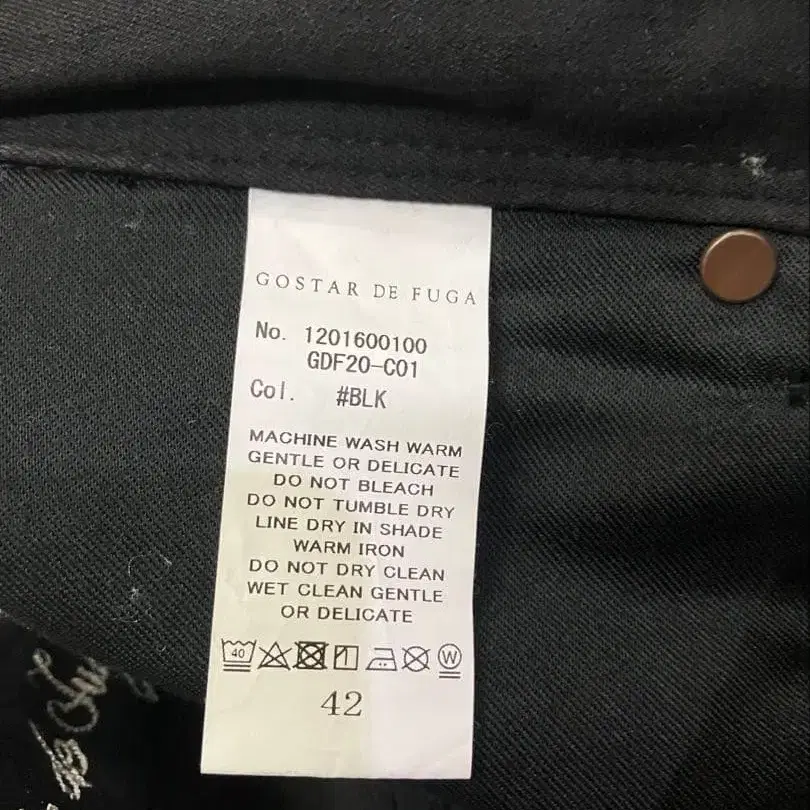 GOSTAR DE FUGA
No. 1201600100
GDF20-C01
Col. #BLK
MACHINE WASH WARM
GENTLE OR DELICATE
DO NOT BLEACH
DO NOT TUMBLE DRY
LINE DRY IN SHADE
WARM IRON
DO NOT DRY CLEAN
WET CLEAN GENTLE
OR DELICATE
40 W
42